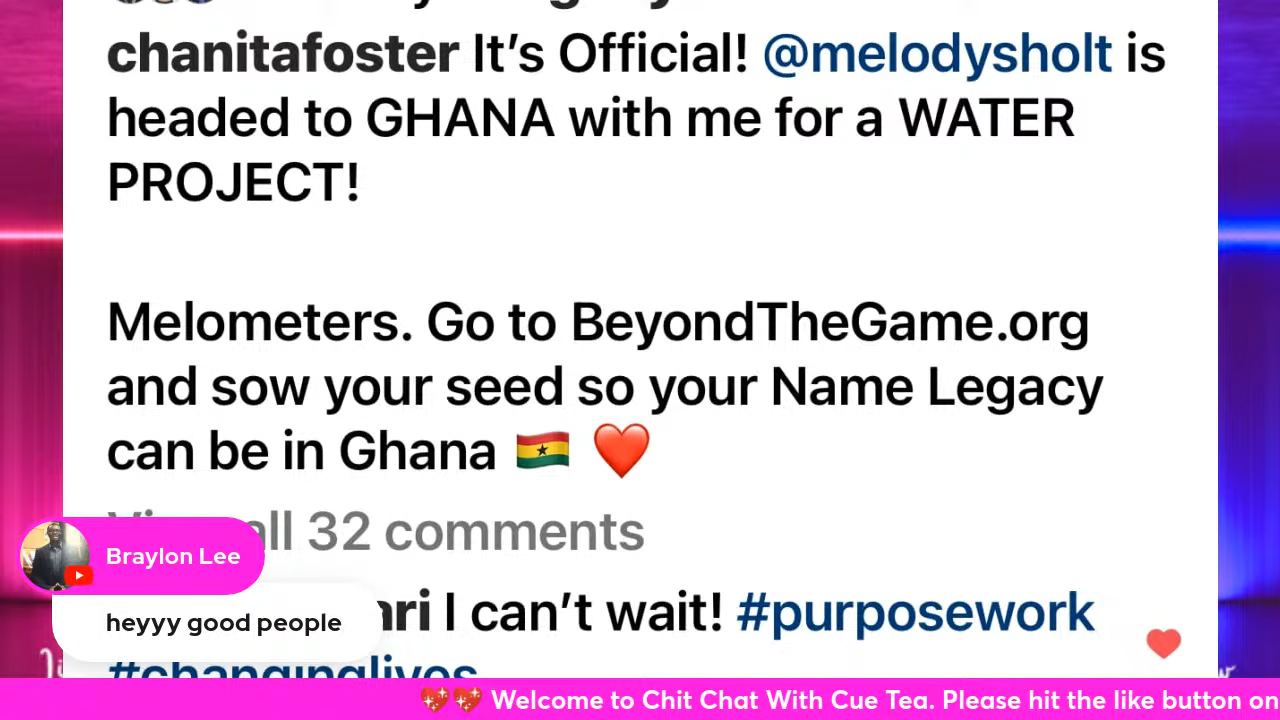 chanitafoster It’s Official! @melodysholt is
headed to GHANA with me for a WATER
PROJECT!
Melometers. Go to BeyondTheGame.org
and sow your seed so your Name Legacy
can be in Ghana 🇬🇭 ❤️
all 32 comments
Braylon Lee
I can’t wait! #purposework
heyyy good people
#changinglives
💖💖 Welcome to Chit Chat With Cue Tea. Please hit the like button on